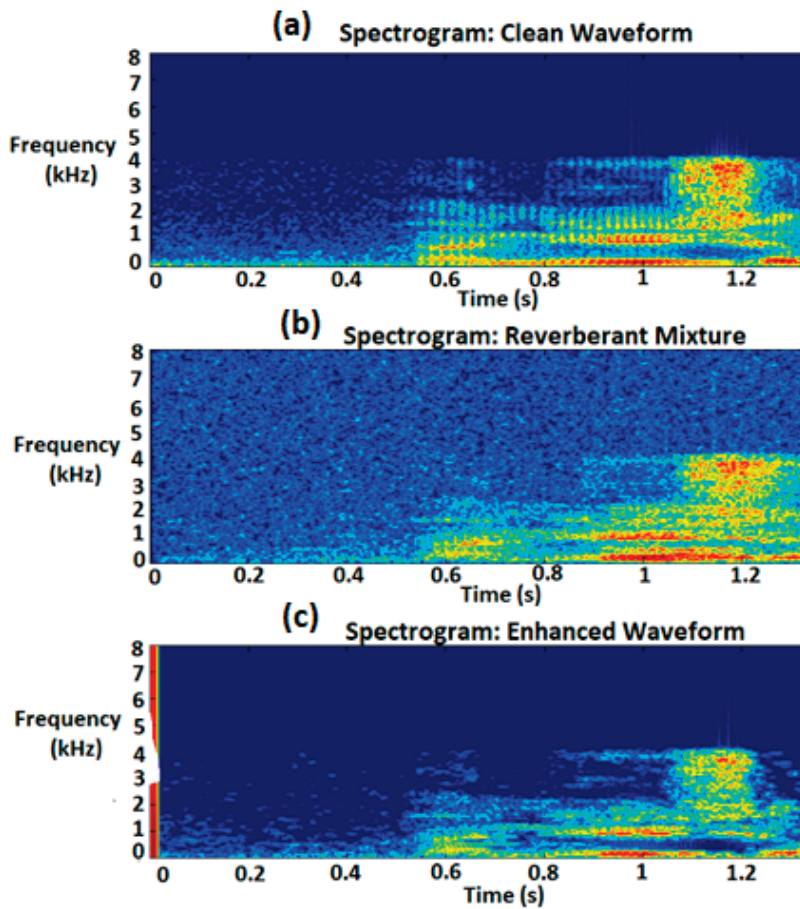 (a)
Spectrogram: Clean Waveform
8
7
6
5
4
3
2
1
0
Frequency
(kHz)
0 0.2 0.4 0.6 0.8 1 1.2
Time (s)
(b)
Spectrogram: Reverberant Mixture
8
7
6
5
4
3
2
1
0
Frequency
(kHz)
0 0.2 0.4 0.6 0.8 1 1.2
Time (s)
(c)
Spectrogram: Enhanced Waveform
8
7
6
5
4
3
2
1
0
Frequency
(kHz)
0 0.2 0.4 0.6 0.8 1 1.2
Time (s)